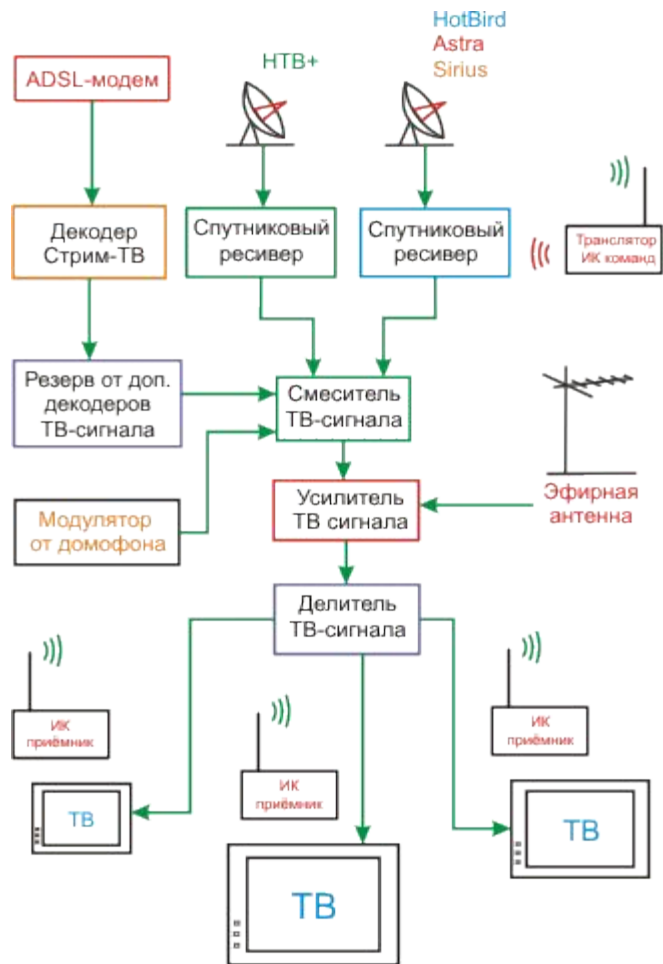 HotBird
Astra
Sirius
НТВ+
ADSL-модем
Декодер
Стрим-ТВ
Спутниковый
ресивер
Спутниковый
ресивер
Транслятор
ИК команд
Резерв от доп.
декодеров
ТВ-сигнала
Смеситель
ТВ-сигнала
Усилитель
ТВ сигнала
Эфирная
антенна
Модулятор
от домофона
Делитель
ТВ-сигнала
ИК
приёмник
ИК
приёмник
ИК
приёмник
ТВ
ТВ
ТВ